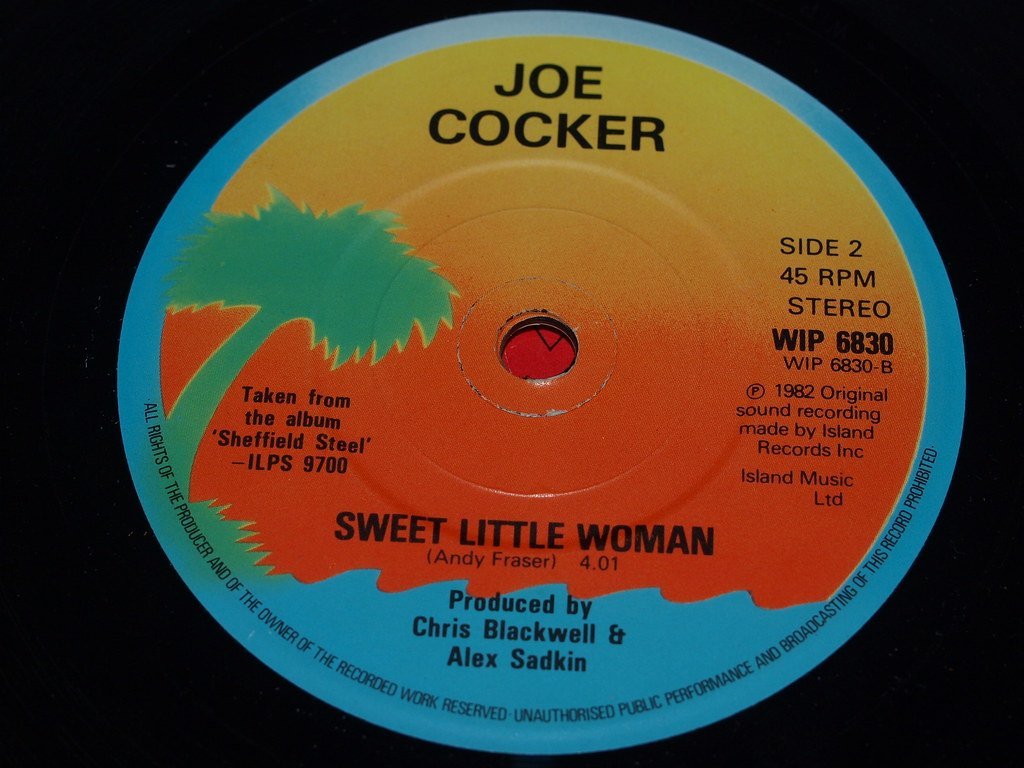 JOE
COCKER
SIDE 2
45 RPM
STEREO
WIP 6830
WIP 6830-B
Ⓟ 1982 Original
sound recording
made by Island
Records Inc
Island Music
Ltd
Taken from
the album
'Sheffield Steel'
—ILPS 9700
SWEET LITTLE WOMAN
(Andy Fraser) 4.01
Produced by
Chris Blackwell &
Alex Sadkin
·ALL RIGHTS OF THE PRODUCER AND OF THE OWNER OF THE RECORDED WORK RESERVED·UNAUTHORISED PUBLIC PERFORMANCE AND BROADCASTING OF THIS RECORD PROHIBITED·